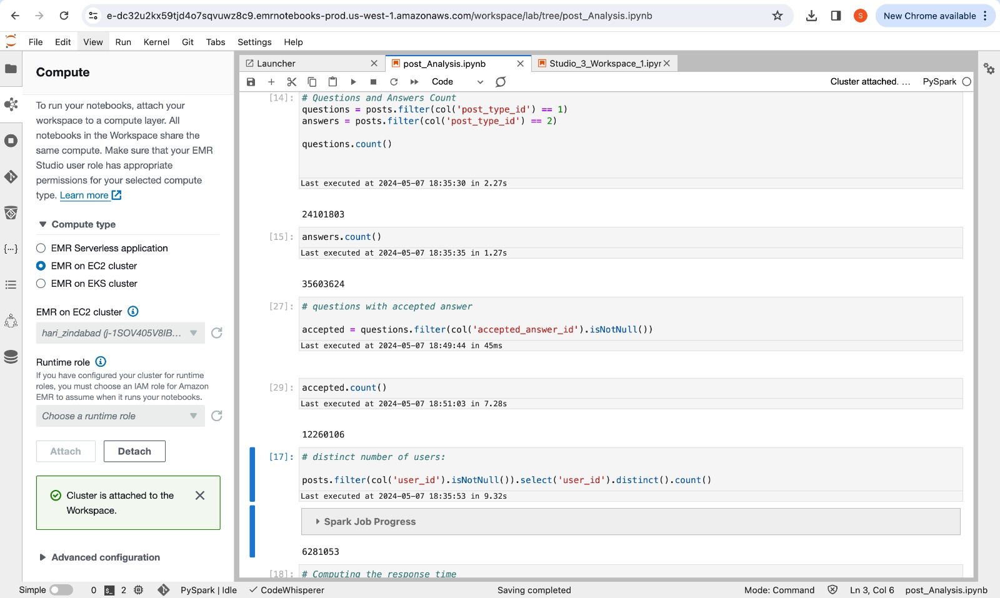 e-dc32u2kx59tjd4o7sqvuwz8c9.emrnotebooks-prod.us-west-1.amazonaws.com/workspace/lab/tree/post_Analysis.ipynb
S
New Chrome available
File Edit View Run Kernel Git Tabs Settings Help
Compute
To run your notebooks, attach your
workspace to a compute layer. All
notebooks in the Workspace share the
same compute. Make sure that your EMR
Studio user role has appropriate
permissions for your selected compute
type. Learn more
Compute type
EMR Serverless application
EMR on EC2 cluster
EMR on EKS cluster
EMR on EC2 cluster
hari_zindabad (j-1SOV405V8IB...
Runtime role
If you have configured your cluster for runtime
roles, you must choose an IAM role for Amazon
EMR to assume when it runs your notebooks.
Choose a runtime role
Attach Detach
Cluster is attached to the
Workspace.
Advanced configuration
Launcher post_Analysis.ipynb Studio_3_Workspace_1.ipyr
Code Cluster attached. ... PySpark
[14]: # Questions and Answers Count
questions = posts.filter(col('post_type_id') == 1)
answers = posts.filter(col('post_type_id') == 2)
questions.count()
Last executed at 2024-05-07 18:35:30 in 2.27s
24101803
[15]: answers.count()
Last executed at 2024-05-07 18:35:35 in 1.27s
35603624
[27]: # questions with accepted answer
accepted = questions.filter(col('accepted_answer_id').isNotNull())
Last executed at 2024-05-07 18:49:44 in 45ms
[29]: accepted.count()
Last executed at 2024-05-07 18:51:03 in 7.28s
12260106
[17]: # distinct number of users:
posts.filter(col('user_id').isNotNull()).select('user_id').distinct().count()
Last executed at 2024-05-07 18:35:53 in 9.32s
Spark Job Progress
6281053
[18]: # Computing the response time
Simple 0 $_ 2 PySpark | Idle CodeWhisperer Saving completed Mode: Command Ln 3, Col 6 post_Analysis.ipynb